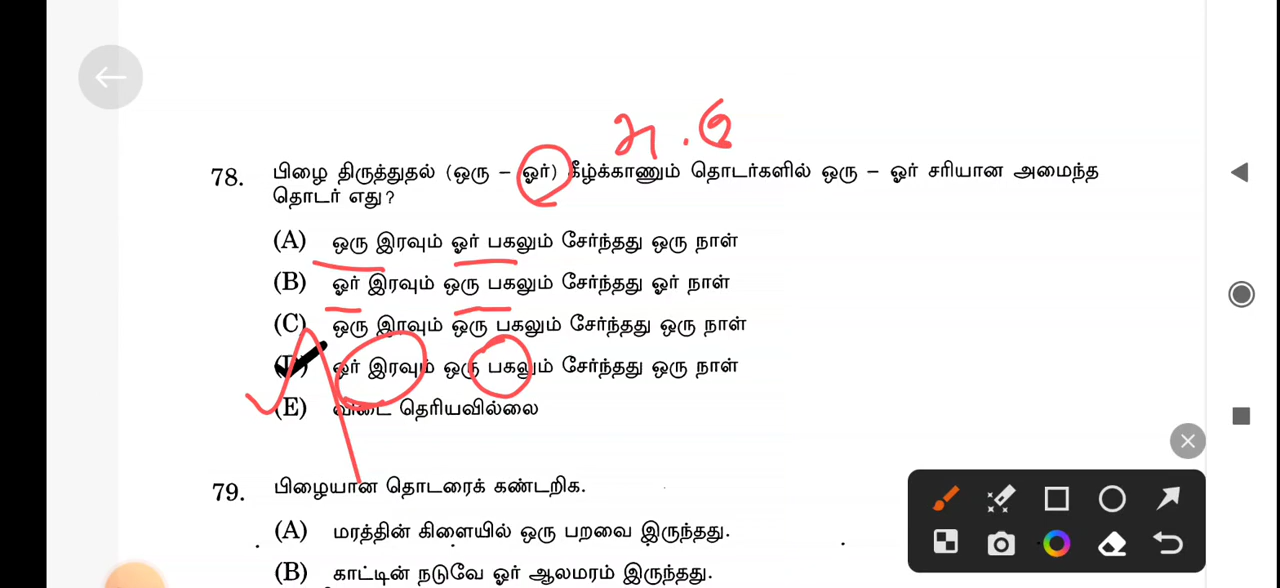 ஈ . இ
78. பிழை திருத்துதல் (ஒரு – ஓர்) கீழ்க்காணும் தொடர்களில் ஒரு – ஓர் சரியான அமைந்த
தொடர் எது?
(A) ஒரு இரவும் ஓர் பகலும் சேர்ந்தது ஒரு நாள்
(B) ஓர் இரவும் ஒரு பகலும் சேர்ந்தது ஓர் நாள்
(C) ஒரு இரவும் ஒரு பகலும் சேர்ந்தது ஒரு நாள்
(D) ஓர் இரவும் ஒரு பகலும் சேர்ந்தது ஒரு நாள்
(E) விடை தெரியவில்லை
79. பிழையான தொடரைக் கண்டறிக.
(A) மரத்தின் கிளையில் ஒரு பறவை இருந்தது.
(B) காட்டின் நடுவே ஓர் ஆலமரம் இருந்தது.